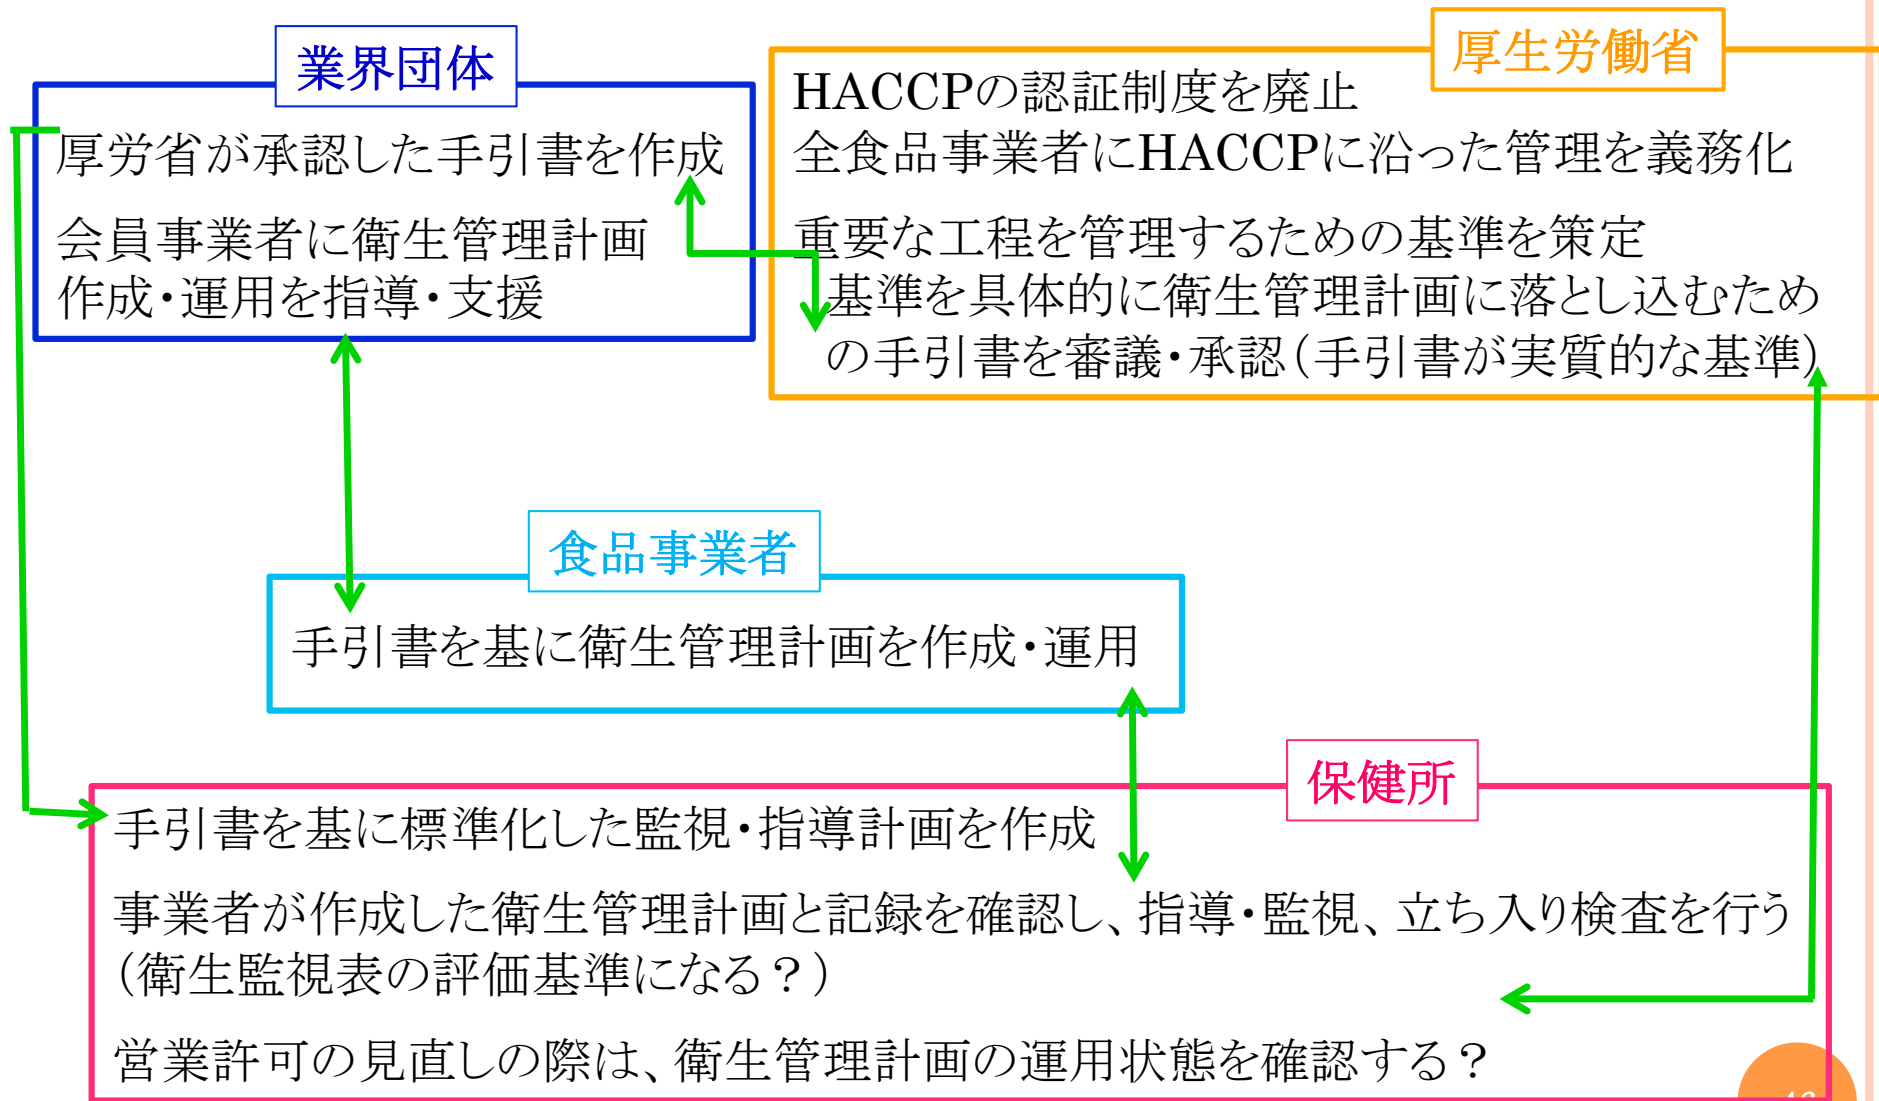 業界団体
厚労省が承認した手引書を作成
会員事業者に衛生管理計画
作成・運用を指導・支援
厚生労働省
HACCPの認証制度を廃止
全食品事業者にHACCPに沿った管理を義務化
重要な工程を管理するための基準を策定
基準を具体的に衛生管理計画に落とし込むため
の手引書を審議・承認(手引書が実質的な基準)
食品事業者
手引書を基に衛生管理計画を作成・運用
保健所
手引書を基に標準化した監視・指導計画を作成
事業者が作成した衛生管理計画と記録を確認し、指導・監視、立ち入り検査を行う
(衛生監視表の評価基準になる?)
営業許可の見直しの際は、衛生管理計画の運用状態を確認する?